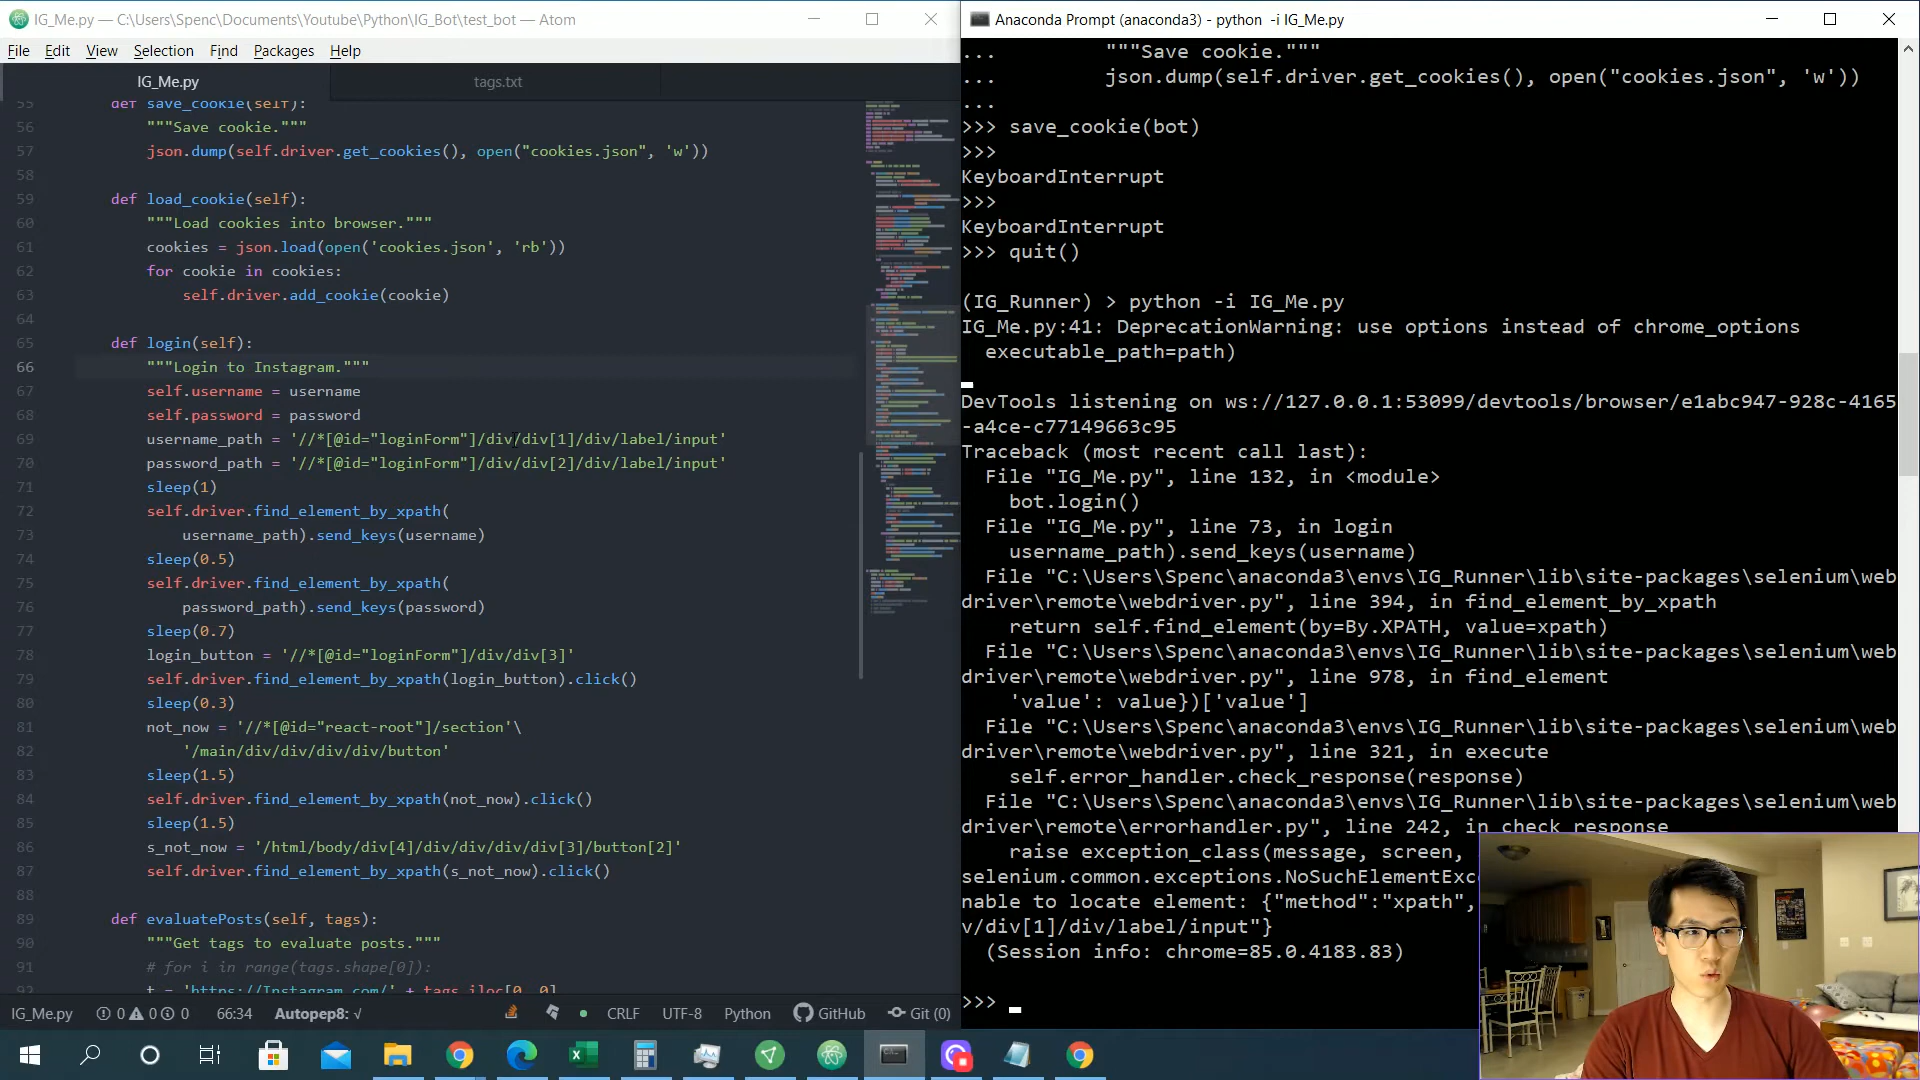 IG_Me.py — C:\Users\Spenc\Documents\Youtube\Python\IG_Bot\test_bot — Atom
File Edit View Selection Find Packages Help
IG_Me.py
tags.txt
55 def save_cookie(self):
56 """Save cookie."""
57 json.dump(self.driver.get_cookies(), open("cookies.json", 'w'))
58
59 def load_cookie(self):
60 """Load cookies into browser."""
61 cookies = json.load(open('cookies.json', 'rb'))
62 for cookie in cookies:
63 self.driver.add_cookie(cookie)
64
65 def login(self):
66 """Login to Instagram."""
67 self.username = username
68 self.password = password
69 username_path = '//*[@id="loginForm"]/div/div[1]/div/label/input'
70 password_path = '//*[@id="loginForm"]/div/div[2]/div/label/input'
71 sleep(1)
72 self.driver.find_element_by_xpath(
73 username_path).send_keys(username)
74 sleep(0.5)
75 self.driver.find_element_by_xpath(
76 password_path).send_keys(password)
77 sleep(0.7)
78 login_button = '//*[@id="loginForm"]/div/div[3]'
79 self.driver.find_element_by_xpath(login_button).click()
80 sleep(0.3)
81 not_now = '//*[@id="react-root"]/section'\
82 '/main/div/div/div/div/button'
83 sleep(1.5)
84 self.driver.find_element_by_xpath(not_now).click()
85 sleep(1.5)
86 s_not_now = '/html/body/div[4]/div/div/div/div[3]/button[2]'
87 self.driver.find_element_by_xpath(s_not_now).click()
88
89 def evaluatePosts(self, tags):
90 """Get tags to evaluate posts."""
91 # for i in range(tags.shape[0]):
92 t = 'https://Instagram.com/' + tags.iloc[0, 0]
IG_Me.py 0 0 0 66:34 Autopep8: √ CRLF UTF-8 Python GitHub Git (0)
Anaconda Prompt (anaconda3) - python -i IG_Me.py
... """Save cookie."""
... json.dump(self.driver.get_cookies(), open("cookies.json", 'w'))
...
>>> save_cookie(bot)
>>>
KeyboardInterrupt
>>>
KeyboardInterrupt
>>> quit()
(IG_Runner) > python -i IG_Me.py
IG_Me.py:41: DeprecationWarning: use options instead of chrome_options
executable_path=path)
DevTools listening on ws://127.0.0.1:53099/devtools/browser/e1abc947-928c-4165
-a4ce-c77149663c95
Traceback (most recent call last):
File "IG_Me.py", line 132, in <module>
bot.login()
File "IG_Me.py", line 73, in login
username_path).send_keys(username)
File "C:\Users\Spenc\anaconda3\envs\IG_Runner\lib\site-packages\selenium\web
driver\remote\webdriver.py", line 394, in find_element_by_xpath
return self.find_element(by=By.XPATH, value=xpath)
File "C:\Users\Spenc\anaconda3\envs\IG_Runner\lib\site-packages\selenium\web
driver\remote\webdriver.py", line 978, in find_element
'value': value})['value']
File "C:\Users\Spenc\anaconda3\envs\IG_Runner\lib\site-packages\selenium\web
driver\remote\webdriver.py", line 321, in execute
self.error_handler.check_response(response)
File "C:\Users\Spenc\anaconda3\envs\IG_Runner\lib\site-packages\selenium\web
driver\remote\errorhandler.py", line 242, in check_response
raise exception_class(message, screen,
selenium.common.exceptions.NoSuchElementExc
nable to locate element: {"method":"xpath",
v/div[1]/div/label/input"}
(Session info: chrome=85.0.4183.83)
>>>